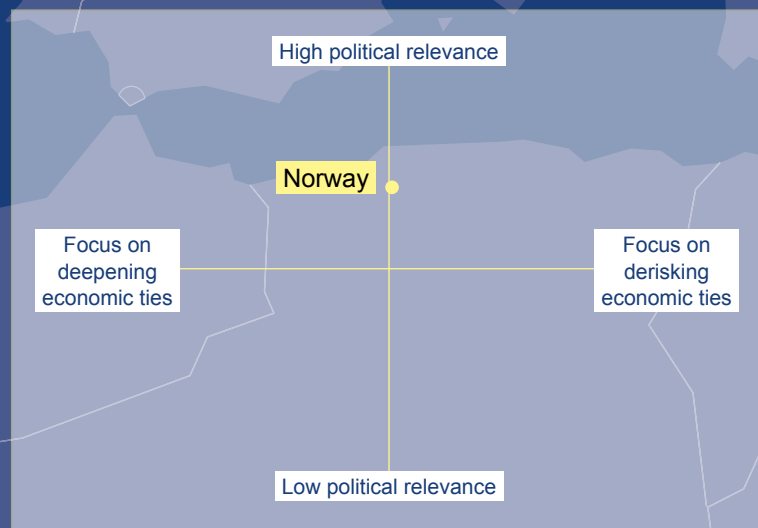 High political relevance
Norway
Focus on
deepening
economic ties
Focus on
derisking
economic ties
Low political relevance